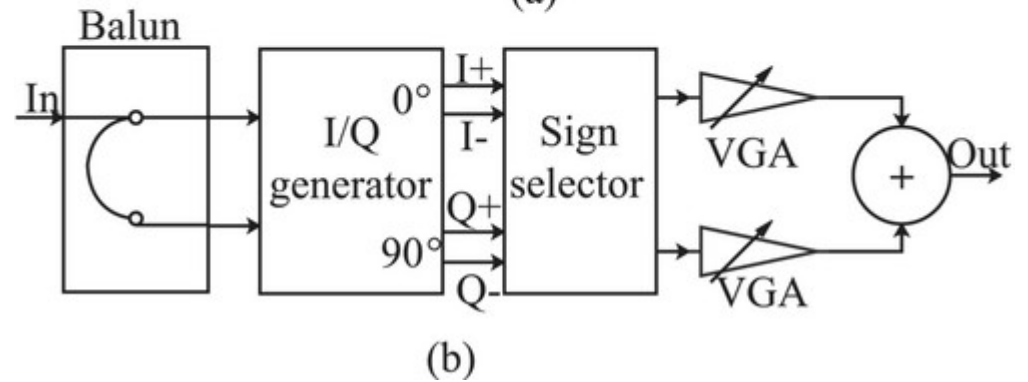 (a)
Balun
In
I/Q
generator
0°
90°
I+
I-
Q+
Q-
Sign
selector
VGA
VGA
+
Out
(b)